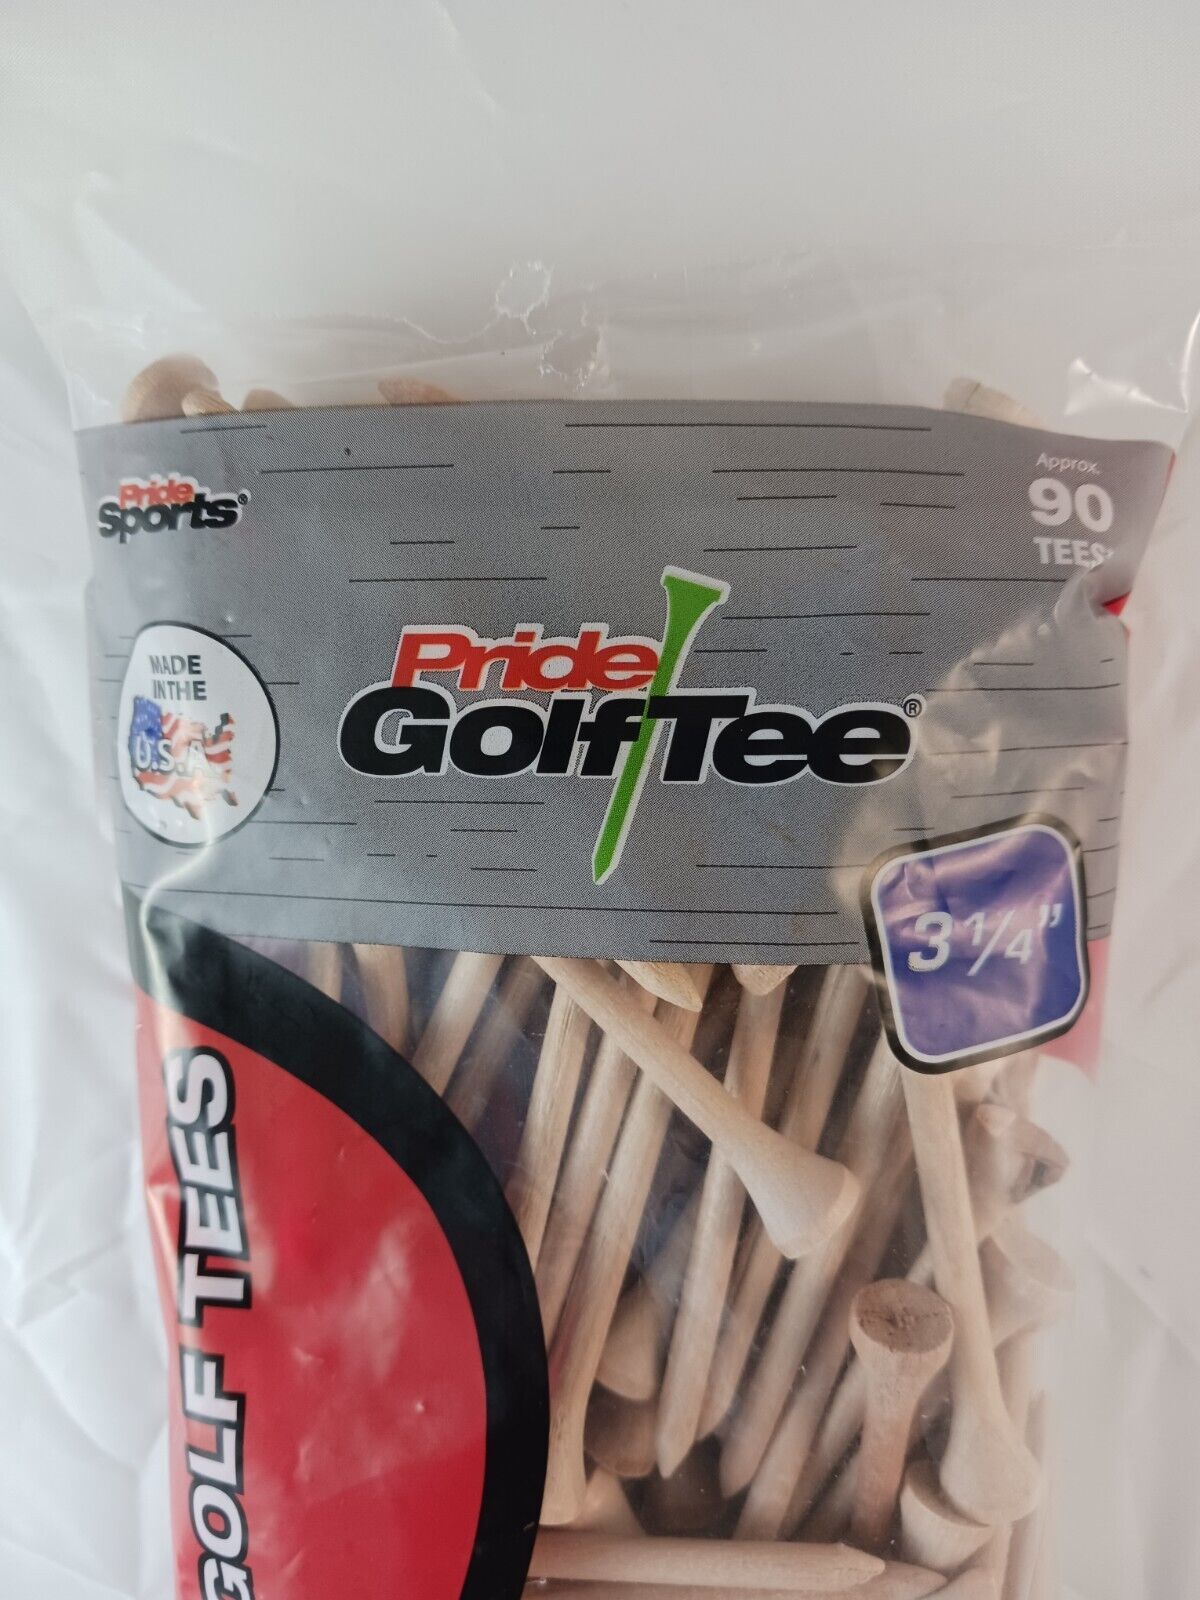 Pride
Sports®
Approx.
90
TEES
MADE
IN THE
U.S.A.
Pride
GolfTee®
3 1/4"
GOLF TEES